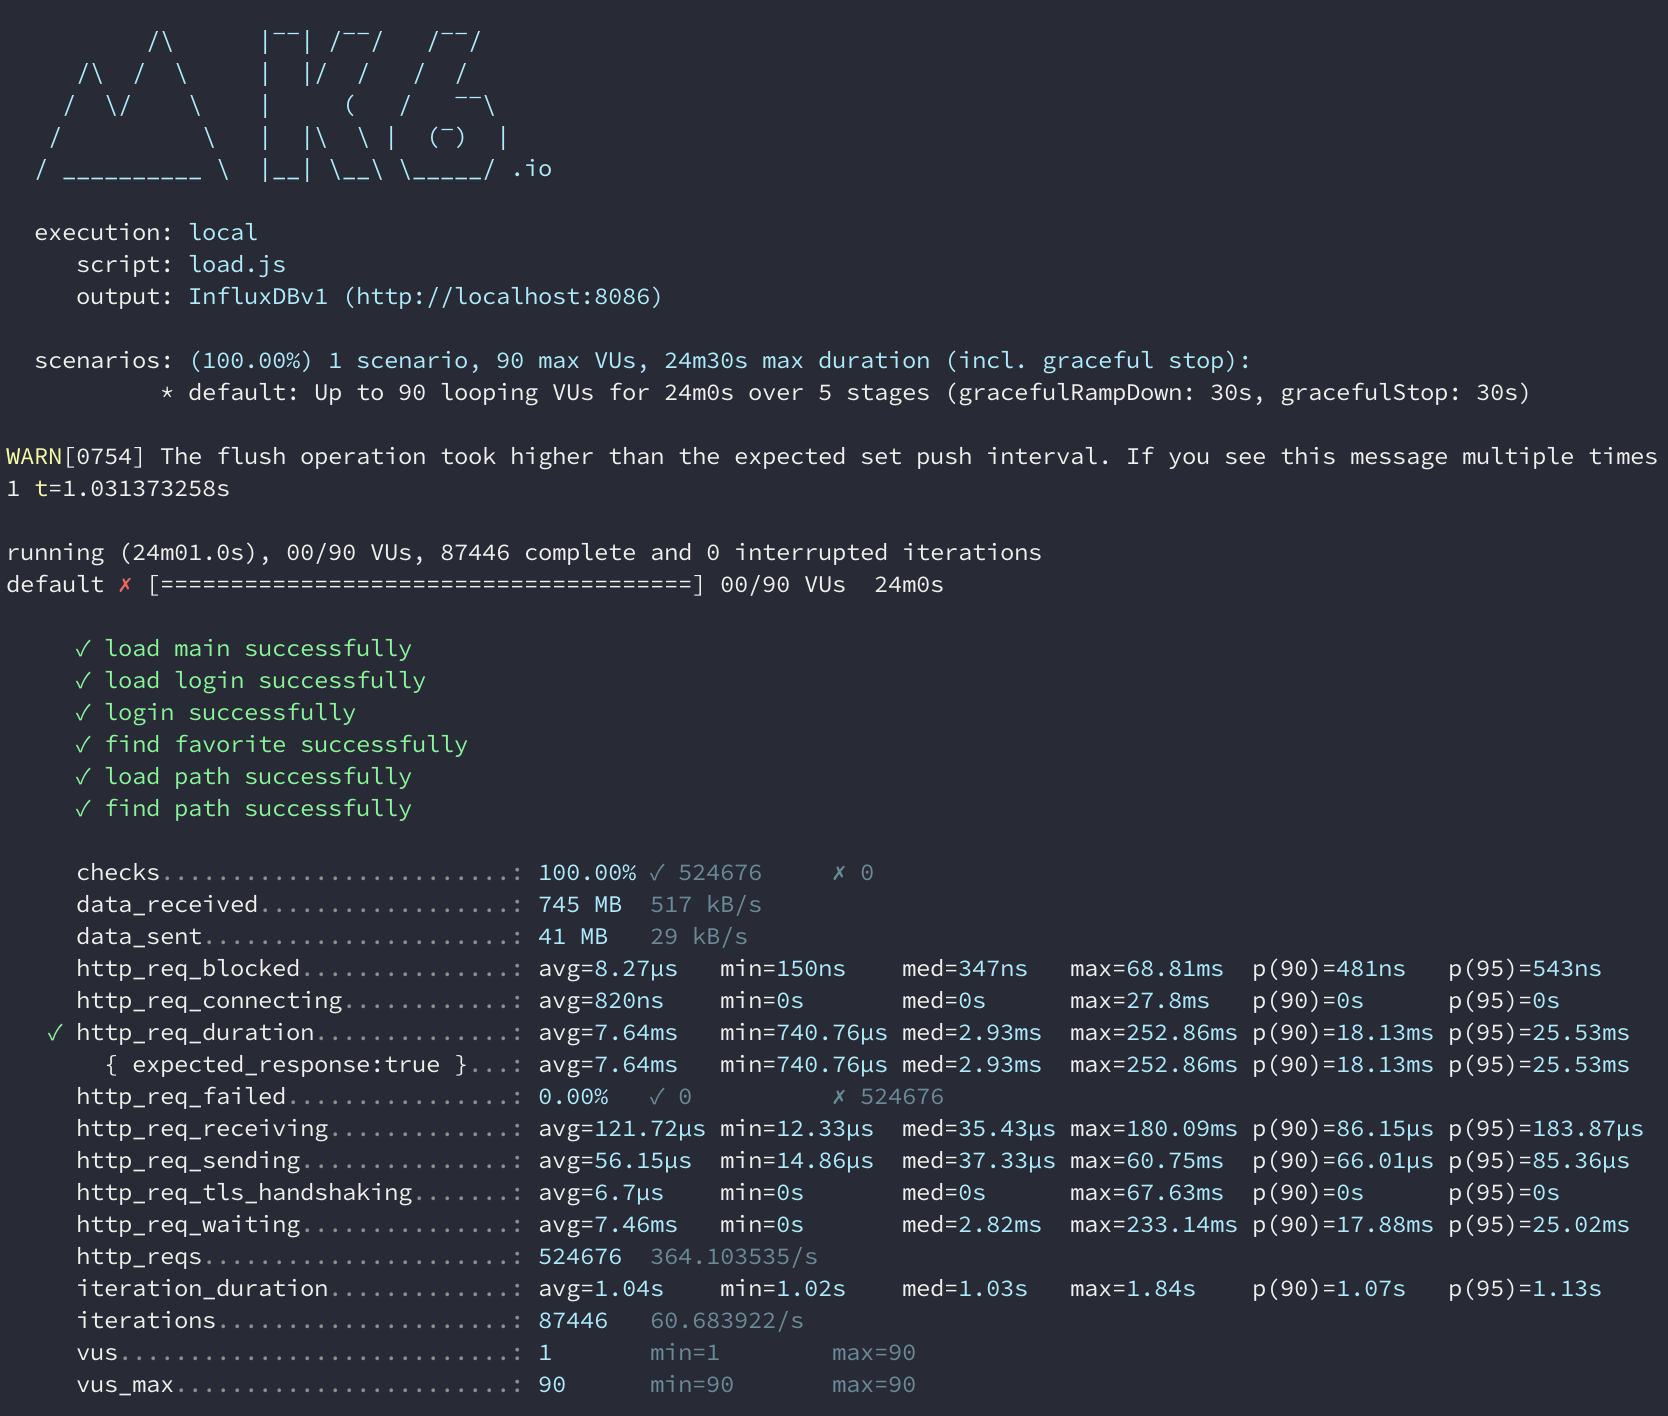 /\      |‾‾| /‾‾/   /‾‾/
    /\  /  \     |  |/  /   /  /
   /  \/    \    |     (   /   ‾‾\
  /          \   |  |\  \ |  (‾)  |
 / __________ \  |__| \__\ \_____/ .io
execution: local
script: load.js
output: InfluxDBv1 (http://localhost:8086)
scenarios: (100.00%) 1 scenario, 90 max VUs, 24m30s max duration (incl. graceful stop):
* default: Up to 90 looping VUs for 24m0s over 5 stages (gracefulRampDown: 30s, gracefulStop: 30s)
WARN[0754] The flush operation took higher than the expected set push interval. If you see this message multiple times
1 t=1.031373258s
running (24m01.0s), 00/90 VUs, 87446 complete and 0 interrupted iterations
default ✗ [======================================] 00/90 VUs  24m0s
✓ load main successfully
✓ load login successfully
✓ login successfully
✓ find favorite successfully
✓ load path successfully
✓ find path successfully
checks.........................: 100.00% ✓ 524676     ✗ 0
data_received..................: 745 MB  517 kB/s
data_sent......................: 41 MB   29 kB/s
http_req_blocked...............: avg=8.27µs   min=150ns    med=347ns   max=68.81ms  p(90)=481ns   p(95)=543ns
http_req_connecting............: avg=820ns    min=0s       med=0s      max=27.8ms   p(90)=0s      p(95)=0s
✓ http_req_duration..............: avg=7.64ms   min=740.76µs med=2.93ms  max=252.86ms p(90)=18.13ms p(95)=25.53ms
{ expected_response:true }...: avg=7.64ms   min=740.76µs med=2.93ms  max=252.86ms p(90)=18.13ms p(95)=25.53ms
http_req_failed................: 0.00%   ✓ 0          ✗ 524676
http_req_receiving.............: avg=121.72µs min=12.33µs  med=35.43µs max=180.09ms p(90)=86.15µs p(95)=183.87µs
http_req_sending...............: avg=56.15µs  min=14.86µs  med=37.33µs max=60.75ms  p(90)=66.01µs p(95)=85.36µs
http_req_tls_handshaking.......: avg=6.7µs    min=0s       med=0s      max=67.63ms  p(90)=0s      p(95)=0s
http_req_waiting...............: avg=7.46ms   min=0s       med=2.82ms  max=233.14ms p(90)=17.88ms p(95)=25.02ms
http_reqs......................: 524676  364.103535/s
iteration_duration.............: avg=1.04s    min=1.02s    med=1.03s   max=1.84s    p(90)=1.07s   p(95)=1.13s
iterations.....................: 87446   60.683922/s
vus............................: 1       min=1        max=90
vus_max........................: 90      min=90       max=90